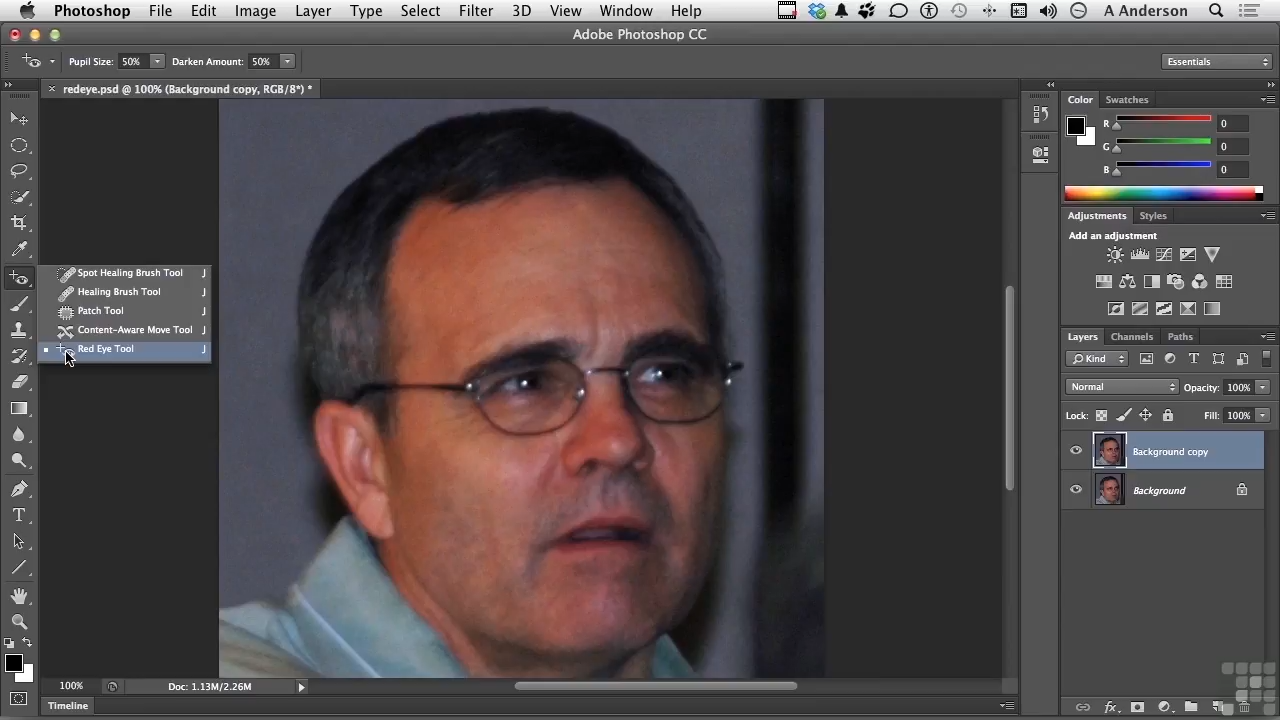 Photoshop File Edit Image Layer Type Select Filter 3D View Window Help A Anderson
Adobe Photoshop CC
Pupil Size: 50% Darken Amount: 50% Essentials
redeye.psd @ 100% (Background copy, RGB/8*) *
Color Swatches
R 0
G 0
B 0
Adjustments Styles
Add an adjustment
Spot Healing Brush Tool J
Healing Brush Tool J
Patch Tool J
Content-Aware Move Tool J
Red Eye Tool J
Layers Channels Paths
Kind
Normal Opacity: 100%
Lock: Fill: 100%
Background copy
Background
100% Doc: 1.13M/2.26M
Timeline